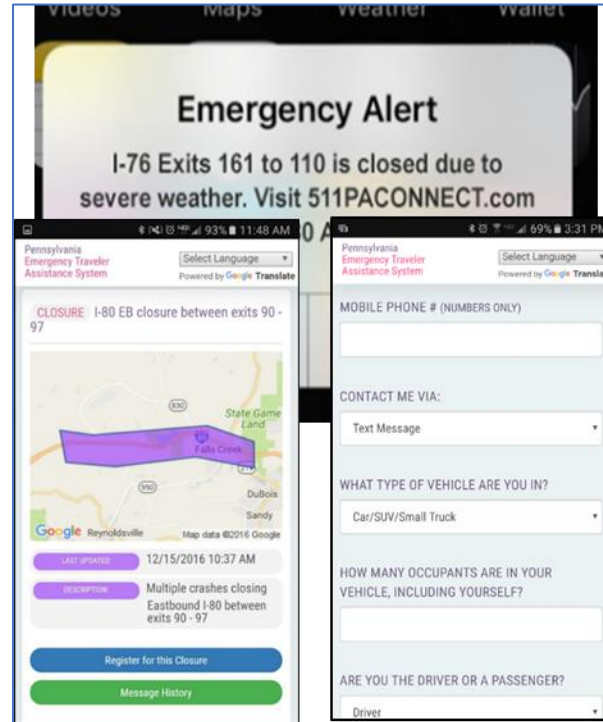 Videos Maps Weather Wallet
Emergency Alert
I-76 Exits 161 to 110 is closed due to
severe weather. Visit 511PACONNECT.com
93% 11:48 AM
Pennsylvania
Emergency Traveler
Assistance System
Select Language
Powered by Google Translate
CLOSURE I-80 EB closure between exits 90 -
97
830
State Game
Land
Falls Creek
219
950
DuBois
Sandy
Google Reynoldsville Map data ©2016 Google
LAST UPDATED 12/15/2016 10:37 AM
DESCRIPTION Multiple crashes closing
Eastbound I-80 between
exits 90 - 97
Register for this Closure
Message History
69% 3:31 PM
Pennsylvania
Emergency Traveler
Assistance System
Select Language
Powered by Google Transla
MOBILE PHONE # (NUMBERS ONLY)
CONTACT ME VIA:
Text Message
WHAT TYPE OF VEHICLE ARE YOU IN?
Car/SUV/Small Truck
HOW MANY OCCUPANTS ARE IN YOUR
VEHICLE, INCLUDING YOURSELF?
ARE YOU THE DRIVER OR A PASSENGER?
Driver